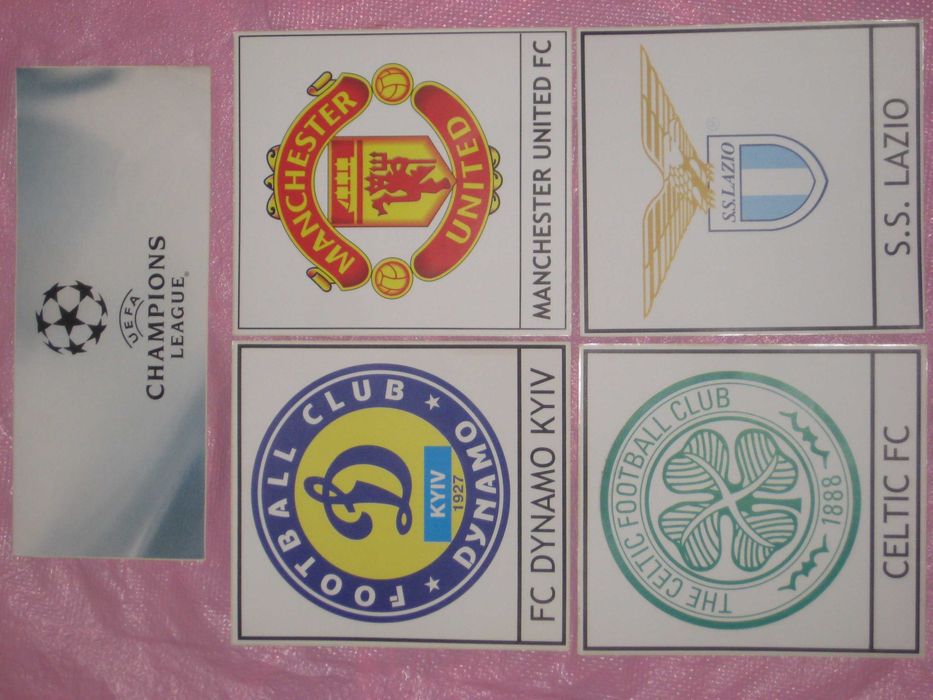 UEFA
CHAMPIONS
LEAGUE®
FOOTBALL CLUB
D
KYIV
1927
DYNAMO
FC DYNAMO KYIV
MANCHESTER
UNITED
MANCHESTER UNITED FC
THE CELTIC FOOTBALL CLUB
1888
CELTIC FC
®
S.S.LAZIO
S.S. LAZIO